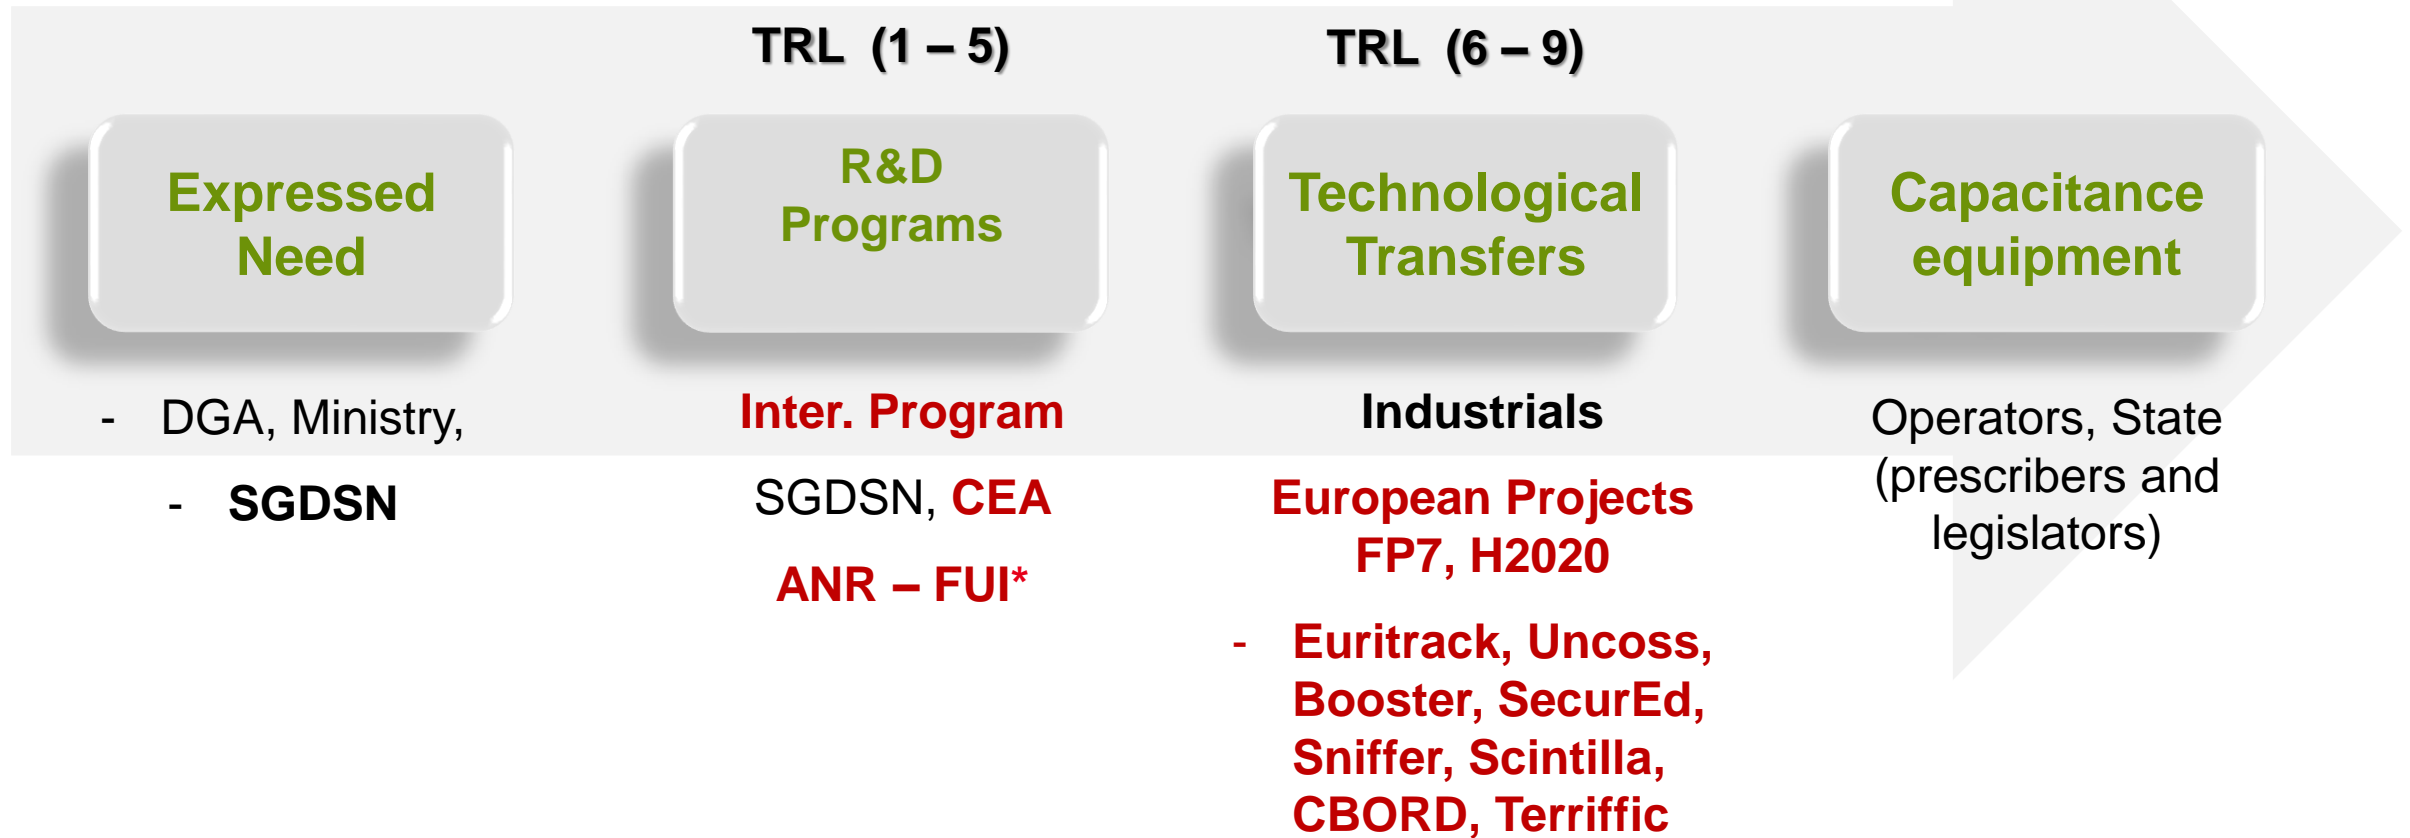 TRL (1 – 5)
TRL (6 – 9)
Expressed
Need
R&D
Programs
Technological
Transfers
Capacitance
equipment
- DGA, Ministry,
- SGDSN
Inter. Program
SGDSN, CEA
ANR – FUI*
Industrials
European Projects
FP7, H2020
- Euritrack, Uncoss,
Booster, SecurEd,
Sniffer, Scintilla,
CBORD, Terriffic
Operators, State
(prescribers and
legislators)